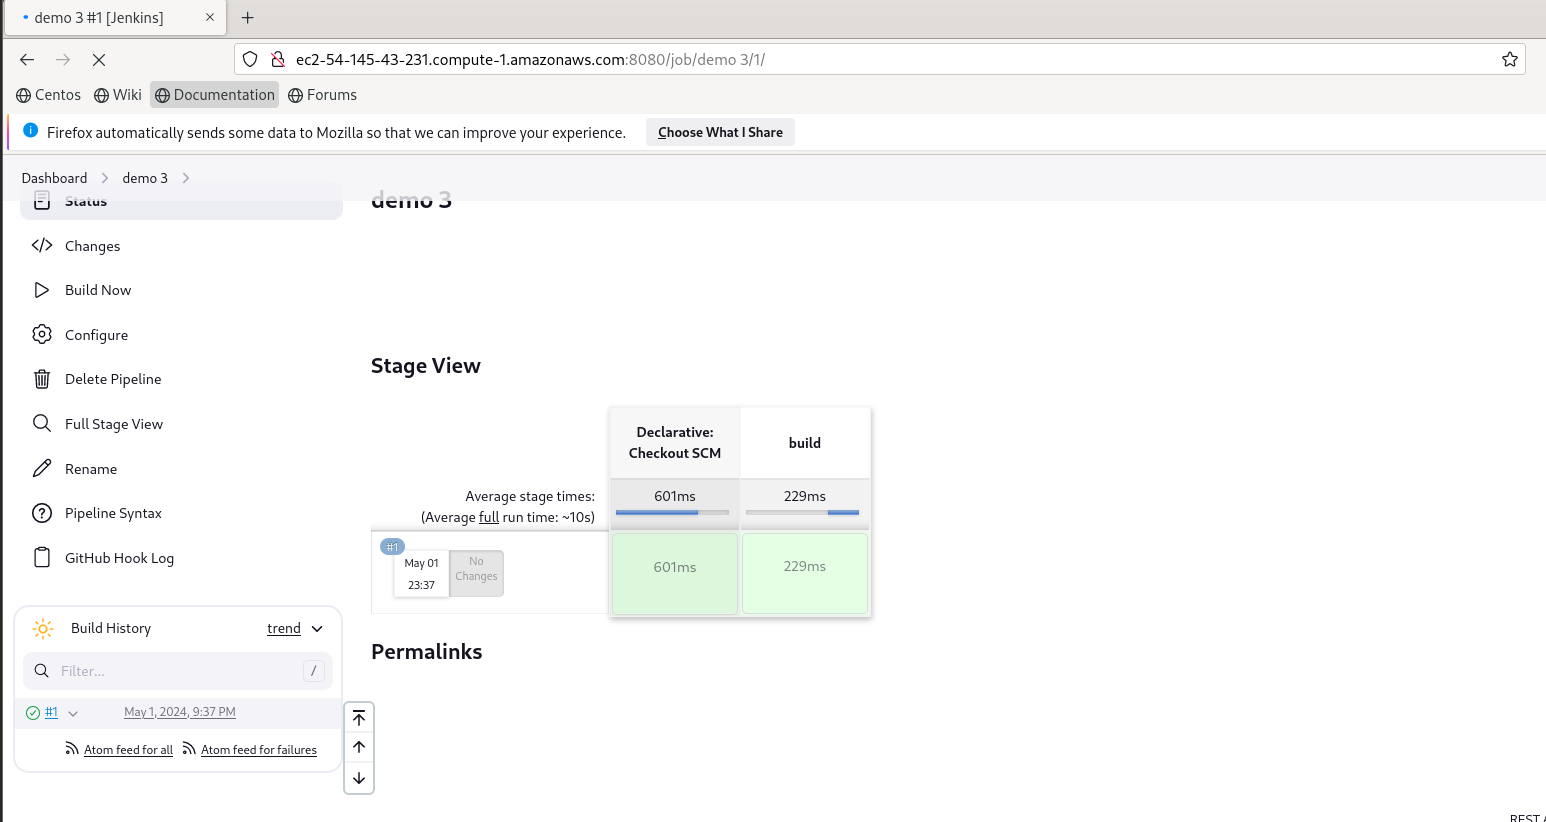 demo 3 #1 [Jenkins]
ec2-54-145-43-231.compute-1.amazonaws.com:8080/job/demo 3/1/
Centos Wiki Documentation Forums
Firefox automatically sends some data to Mozilla so that we can improve your experience. Choose What I Share
Dashboard demo 3
Status
Changes
Build Now
Configure
Delete Pipeline
Full Stage View
Rename
Pipeline Syntax
GitHub Hook Log
Build History trend
Filter... /
#1 May 1, 2024, 9:37 PM
Atom feed for all Atom feed for failures
demo 3
Stage View
Declarative:
Checkout SCM
build
Average stage times:
(Average full run time: ~10s)
601ms
229ms
#1
May 01
23:37
No
Changes
601ms
229ms
Permalinks
REST